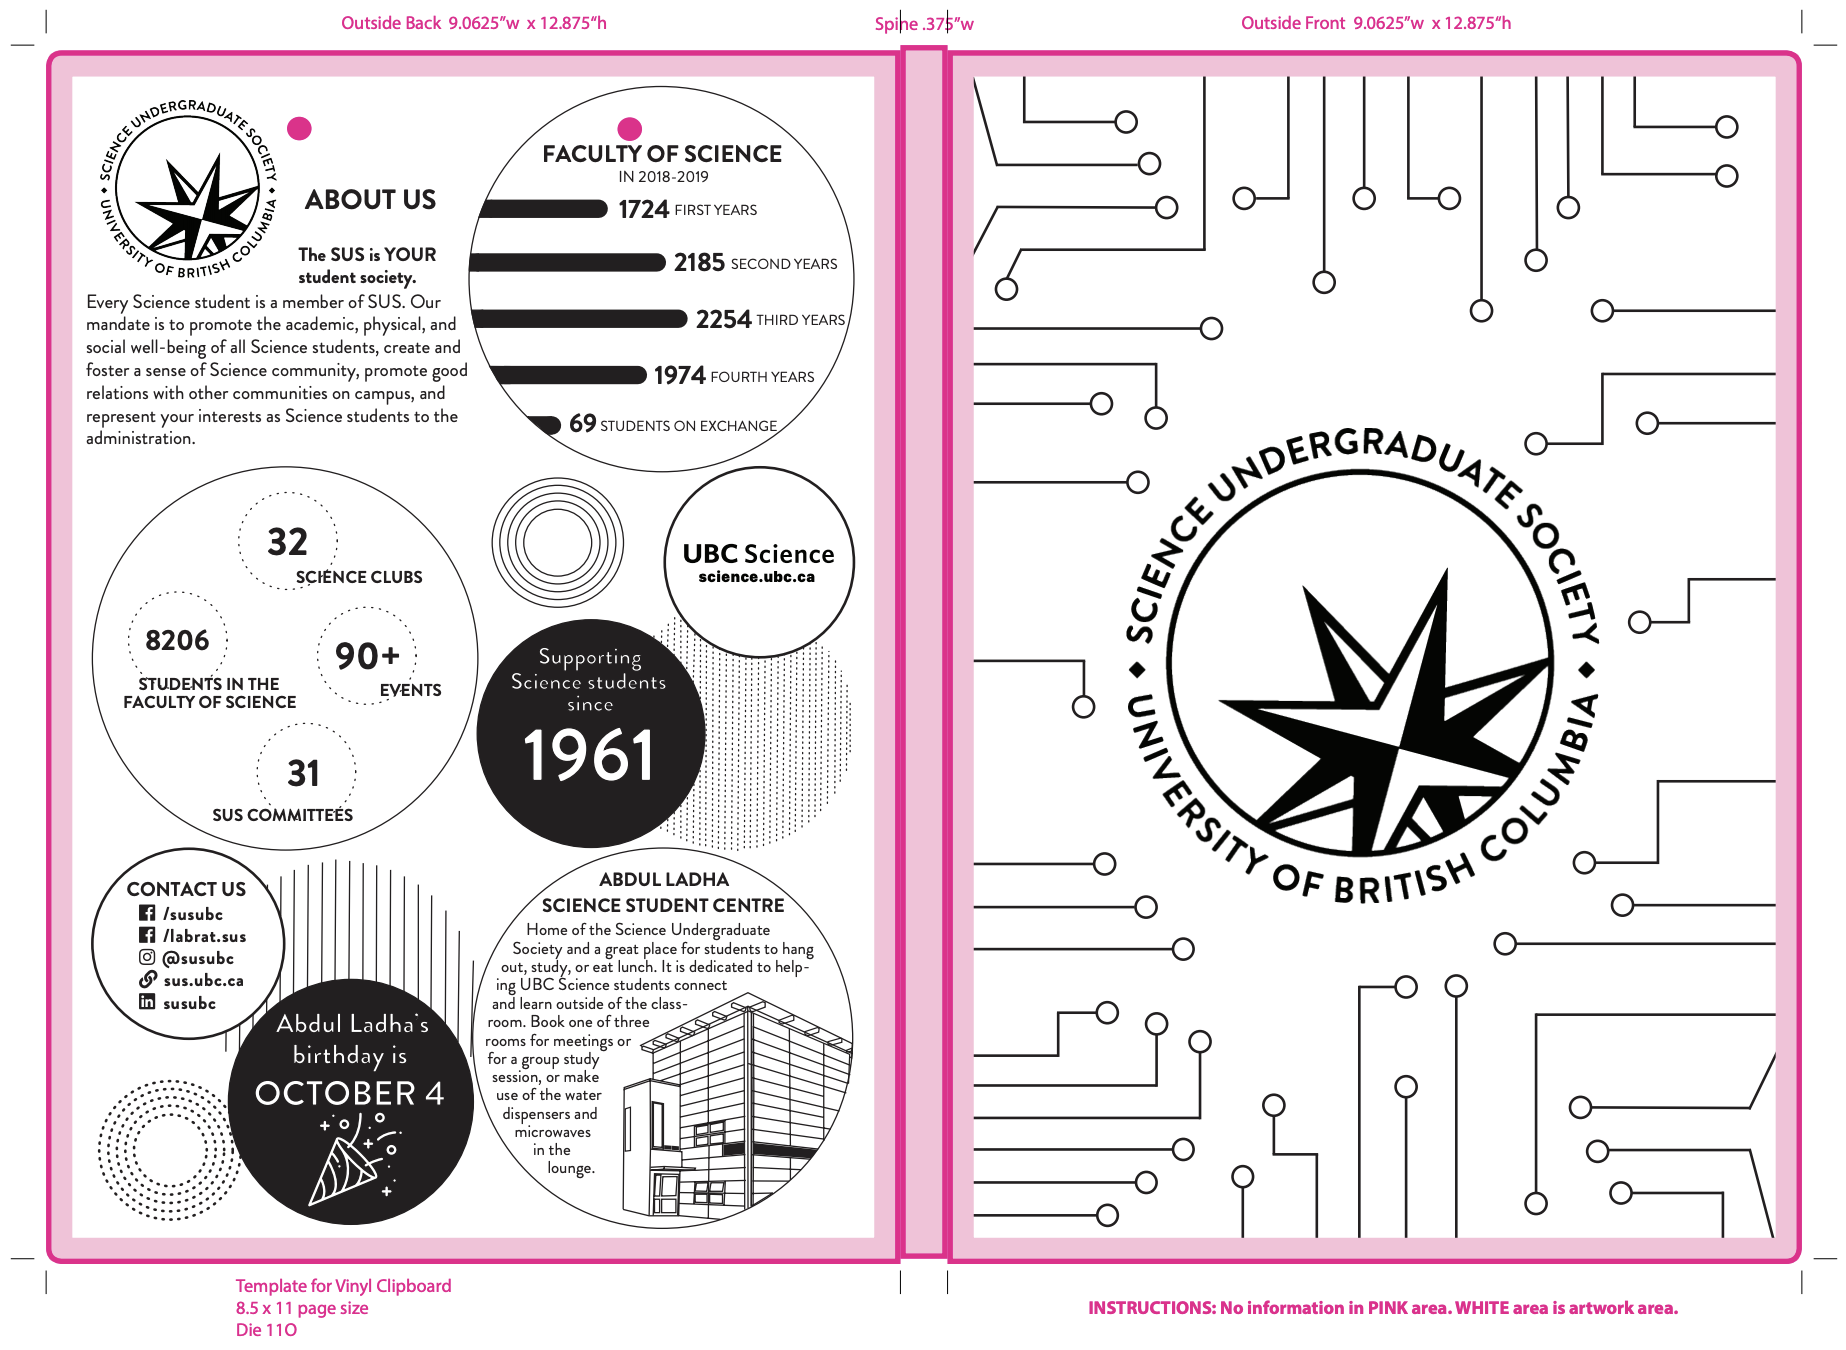 Outside Back 9.0625”w x 12.875“h
Spine .375”w
Outside Front 9.0625”w x 12.875“h
SCIENCE UNDERGRADUATE SOCIETY
UNIVERSITY OF BRITISH COLUMBIA
ABOUT US
The SUS is YOUR
student society.
Every Science student is a member of SUS. Our
mandate is to promote the academic, physical, and
social well-being of all Science students, create and
foster a sense of Science community, promote good
relations with other communities on campus, and
represent your interests as Science students to the
administration.
FACULTY OF SCIENCE
IN 2018-2019
1724 FIRST YEARS
2185 SECOND YEARS
2254 THIRD YEARS
1974 FOURTH YEARS
69 STUDENTS ON EXCHANGE
32
SCIENCE CLUBS
8206
STUDENTS IN THE
FACULTY OF SCIENCE
90+
EVENTS
31
SUS COMMITTEES
UBC Science
science.ubc.ca
Supporting
Science students
since
1961
CONTACT US
/susubc
/labrat.sus
@susubc
sus.ubc.ca
susubc
Abdul Ladha's
birthday is
OCTOBER 4
ABDUL LADHA
SCIENCE STUDENT CENTRE
Home of the Science Undergraduate
Society and a great place for students to hang
out, study, or eat lunch. It is dedicated to help-
ing UBC Science students connect
and learn outside of the class-
room. Book one of three
rooms for meetings or
for a group study
session, or make
use of the water
dispensers and
microwaves
in the
lounge.
SCIENCE UNDERGRADUATE SOCIETY
UNIVERSITY OF BRITISH COLUMBIA
Template for Vinyl Clipboard
8.5 x 11 page size
Die 11O
INSTRUCTIONS: No information in PINK area. WHITE area is artwork area.